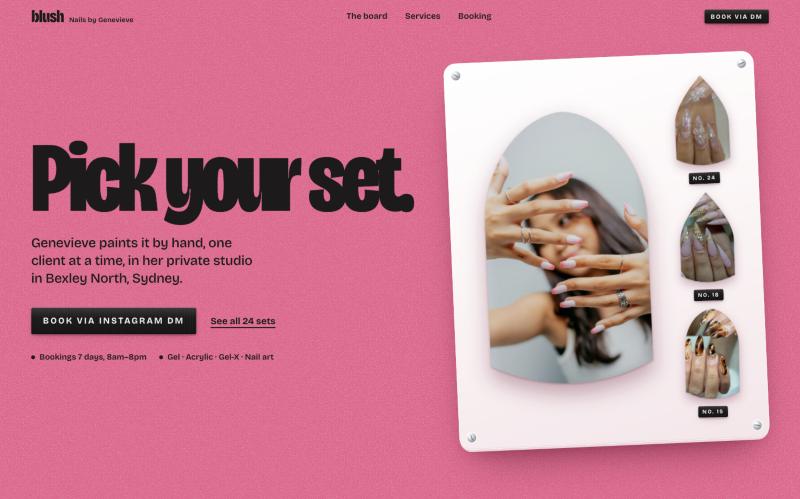 blush Nails by Genevieve
The board Services Booking
BOOK VIA DM
Pick your set.
Genevieve paints it by hand, one
client at a time, in her private studio
in Bexley North, Sydney.
BOOK VIA INSTAGRAM DM
See all 24 sets
Bookings 7 days, 8am–8pm
Gel · Acrylic · Gel-X · Nail art
NO. 24
NO. 18
NO. 15